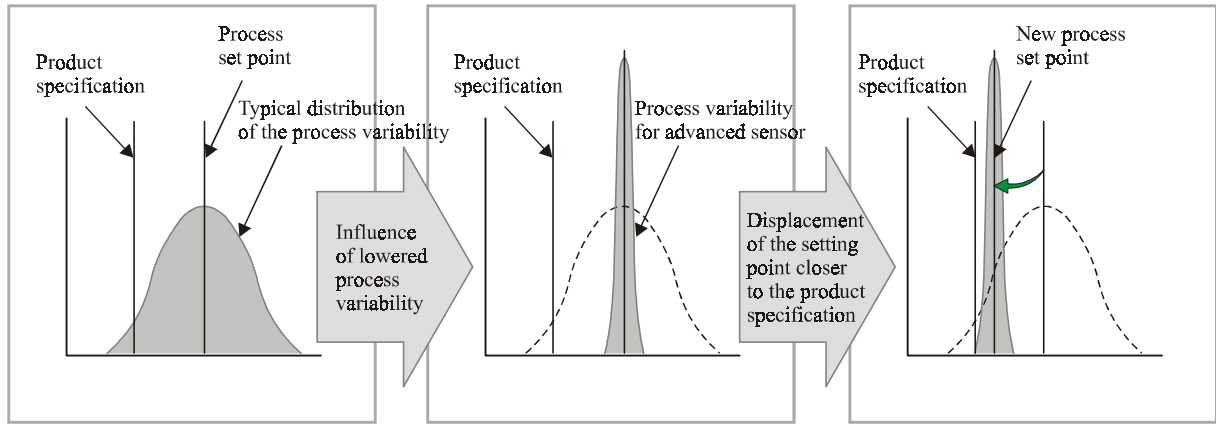 Product
specification
Process
set point
Typical distribution
of the process variability
Influence
of lowered
process
variability
Product
specification
Process variability
for advanced sensor
Displacement
of the setting
point closer
to the product
specification
Product
specification
New process
set point